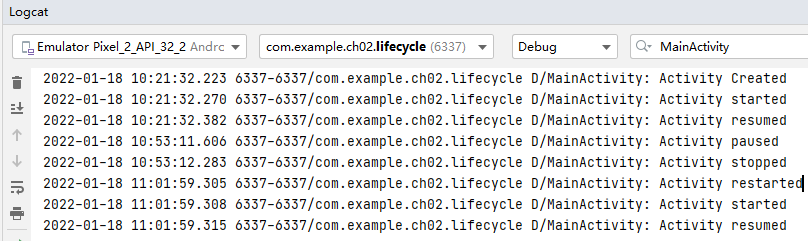 Logcat
Emulator Pixel_2_API_32_2 Andrc com.example.ch02.lifecycle (6337) Debug MainActivity
2022-01-18 10:21:32.223 6337-6337/com.example.ch02.lifecycle D/MainActivity: Activity Created
2022-01-18 10:21:32.270 6337-6337/com.example.ch02.lifecycle D/MainActivity: Activity started
2022-01-18 10:21:32.382 6337-6337/com.example.ch02.lifecycle D/MainActivity: Activity resumed
2022-01-18 10:53:11.606 6337-6337/com.example.ch02.lifecycle D/MainActivity: Activity paused
2022-01-18 10:53:12.283 6337-6337/com.example.ch02.lifecycle D/MainActivity: Activity stopped
2022-01-18 11:01:59.305 6337-6337/com.example.ch02.lifecycle D/MainActivity: Activity restarted
2022-01-18 11:01:59.308 6337-6337/com.example.ch02.lifecycle D/MainActivity: Activity started
2022-01-18 11:01:59.315 6337-6337/com.example.ch02.lifecycle D/MainActivity: Activity resumed